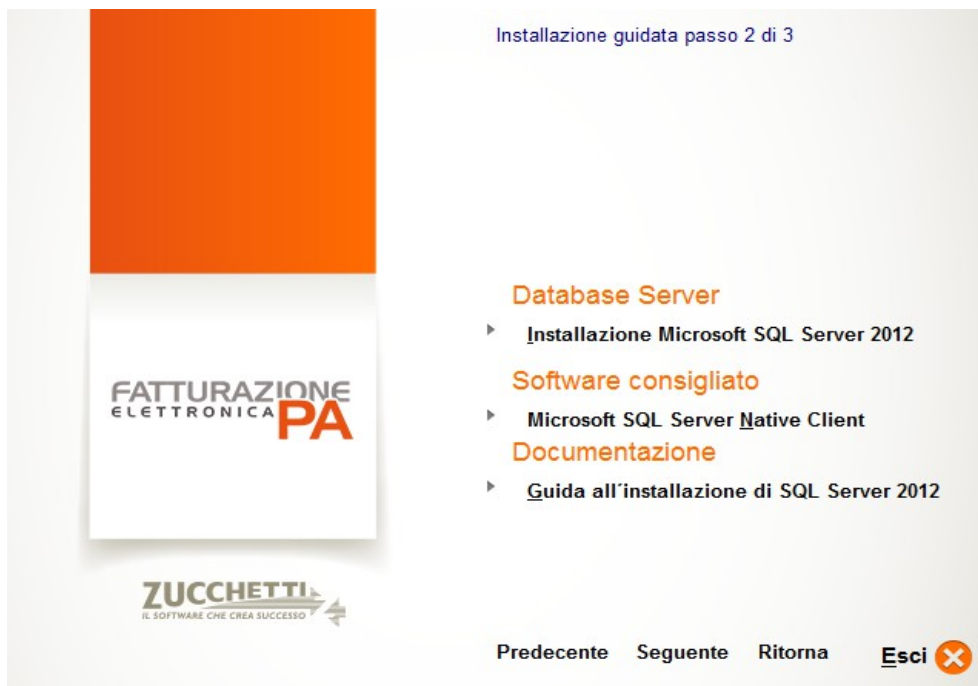 Installazione guidata passo 2 di 3
Database Server
Installazione Microsoft SQL Server 2012
Software consigliato
Microsoft SQL Server Native Client
Documentazione
Guida all´installazione di SQL Server 2012
FATTURAZIONE
ELETTRONICA PA
ZUCCHETTI
IL SOFTWARE CHE CREA SUCCESSO
Predecente Seguente Ritorna Esci